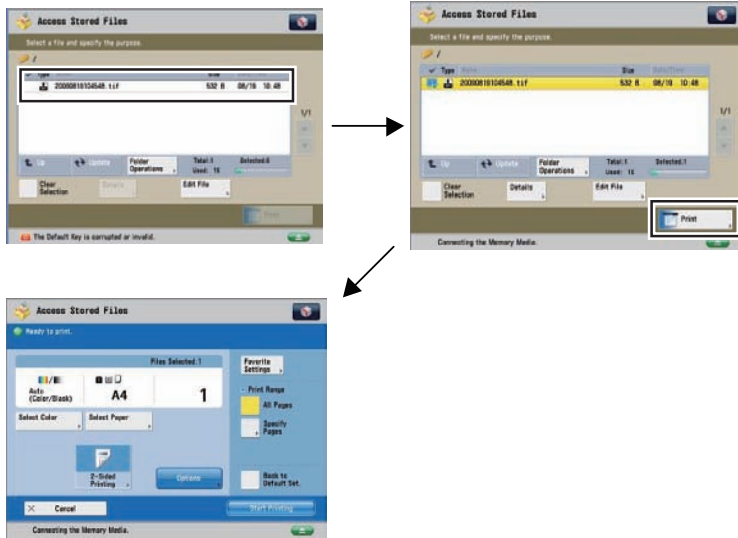 Access Stored Files
Select a file and specify the purpose.
/
Type Size
20090819104548.tif 532 B 08/19 10:48
1/1
Up Update Folder Operations Total:1 Used: 1% Selected:0
Clear Selection Details Edit File
Print
The Default Key is corrupted or invalid.
Access Stored Files
Select a file and specify the purpose.
/
Type Name Size Date/Time
20090819104548.tif 532 B 08/19 10:48
1/1
Up Update Folder Operations Total:1 Used: 1% Selected:1
Clear Selection Details Edit File
Print
Connecting the Memory Media.
Access Stored Files
Ready to print.
Files Selected:1
Auto (Color/Black) A4 1
Select Color Select Paper
2-Sided Printing Options
Favorite Settings
Print Range
All Pages
Specify Pages
Back to Default Set.
Cancel Start Printing
Connecting the Memory Media.